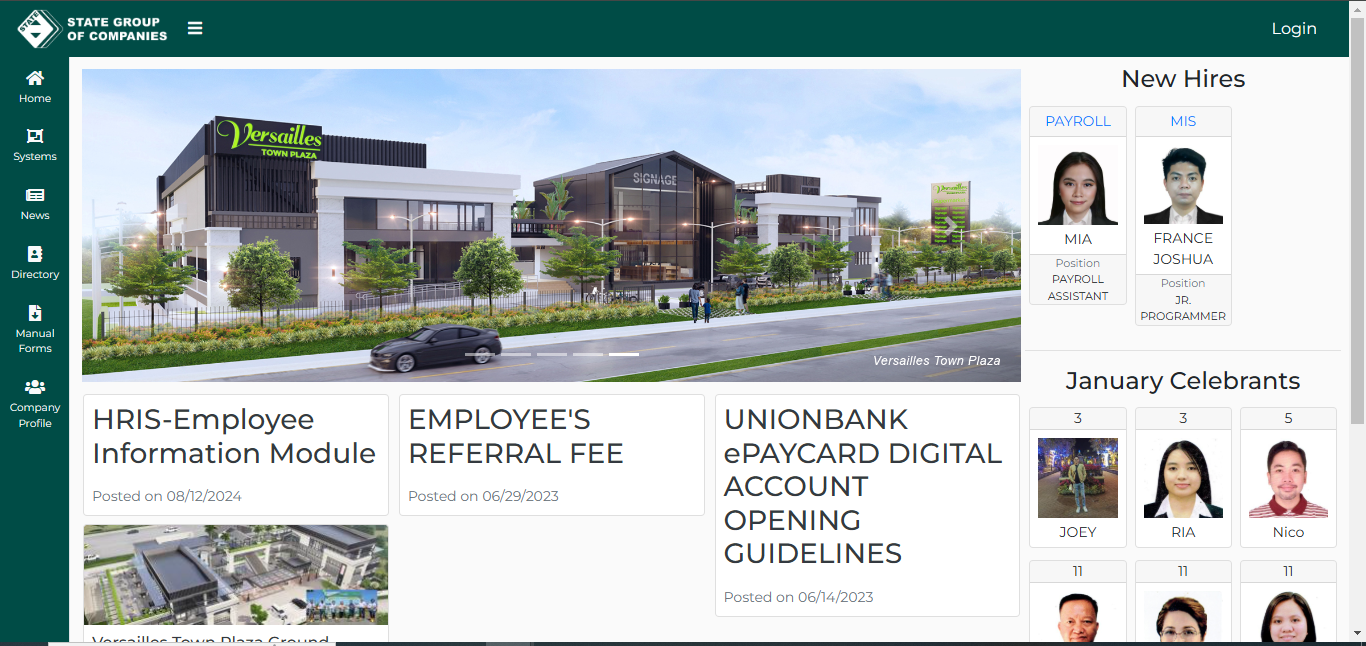 STATE
STATE GROUP
OF COMPANIES
Login
Home
Systems
News
Directory
Manual
Forms
Company
Profile
Versailles
TOWN PLAZA
SIGNAGE
Versailles
Versailles Town Plaza
HRIS-Employee
Information Module
Posted on 08/12/2024
EMPLOYEE'S
REFERRAL FEE
Posted on 06/29/2023
UNIONBANK
ePAYCARD DIGITAL
ACCOUNT
OPENING
GUIDELINES
Posted on 06/14/2023
Versailles Town Plaza Ground
New Hires
PAYROLL
MIA
Position
PAYROLL
ASSISTANT
MIS
FRANCE
JOSHUA
Position
JR.
PROGRAMMER
January Celebrants
3
JOEY
3
RIA
5
Nico
11
11
11